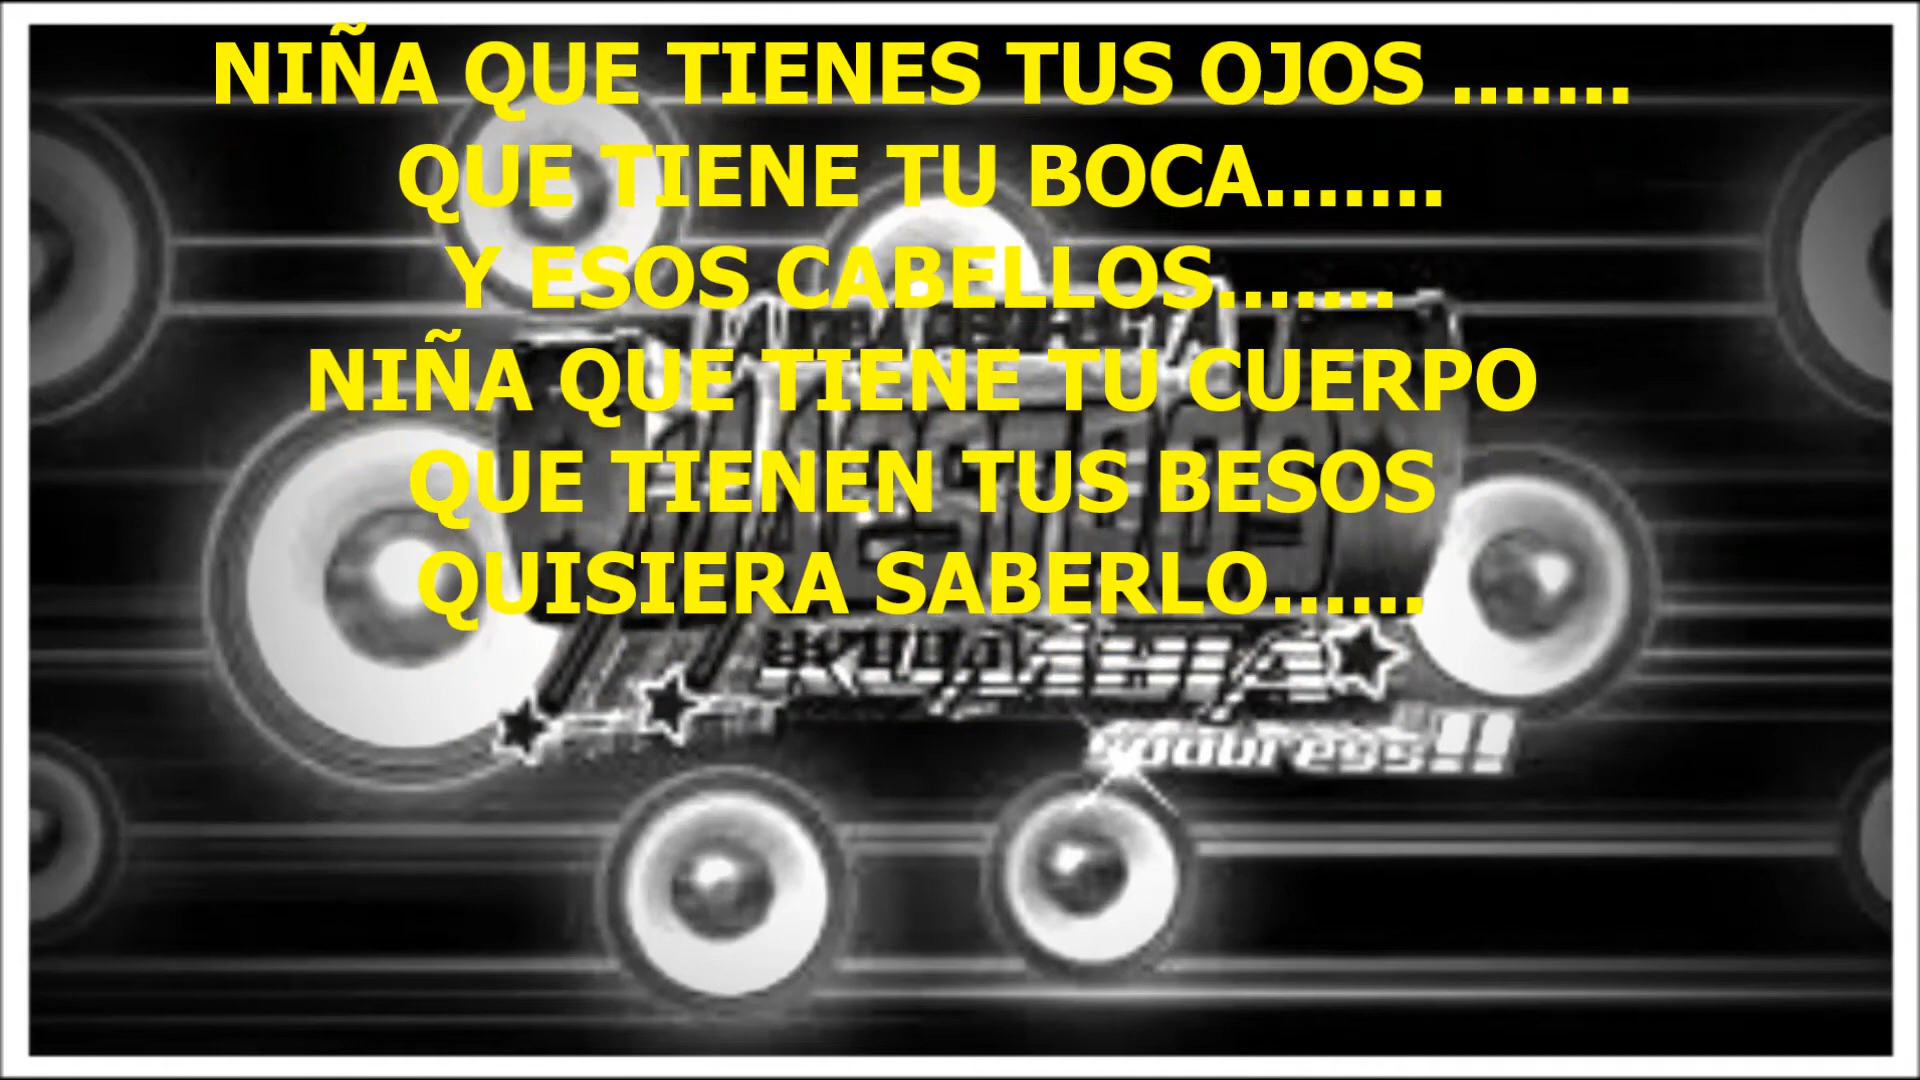 NIÑA QUE TIENES TUS OJOS .......
QUE TIENE TU BOCA.......
Y ESOS CABELLOS.......
NIÑA QUE TIENE TU CUERPO
QUE TIENEN TUS BESOS
QUISIERA SABERLO......
KUMBIA